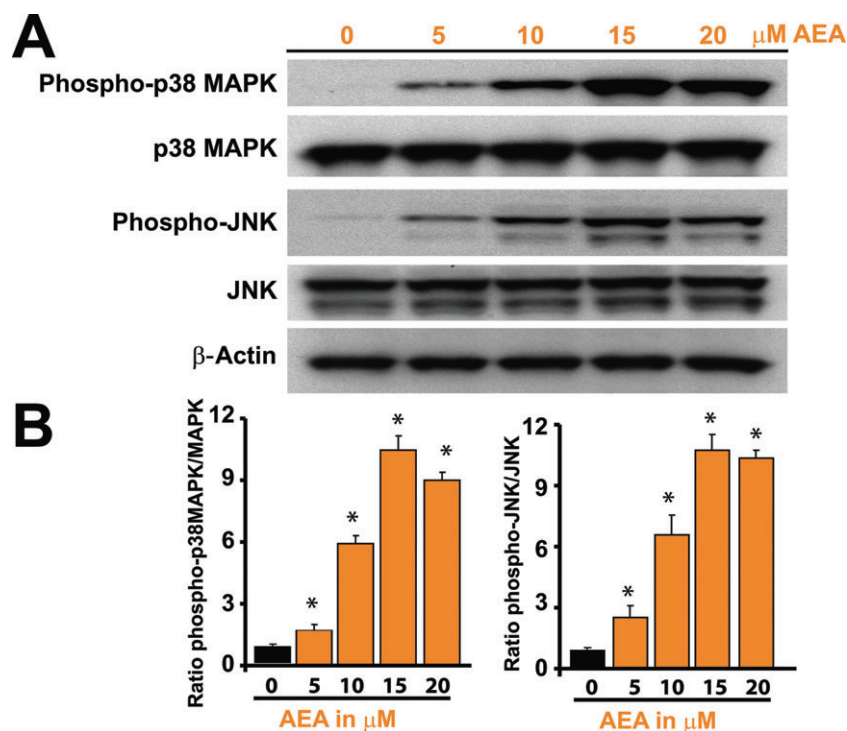 A
0 5 10 15 20 μM AEA
Phospho-p38 MAPK
p38 MAPK
Phospho-JNK
JNK
β-Actin
B
Ratio phospho-p38MAPK/MAPK
12
9
6
3
0
* * * *
0 5 10 15 20
AEA in μM
Ratio phospho-JNK/JNK
12
9
6
3
0
* * * *
0 5 10 15 20
AEA in μM